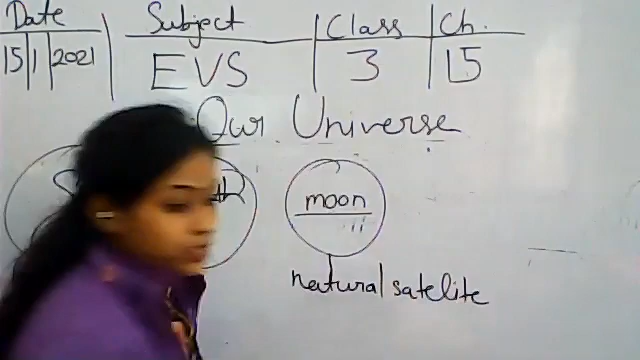 Date Subject Class Ch.
15/1/2021 EVS 3 15
Our Universe
moon
natural satelite